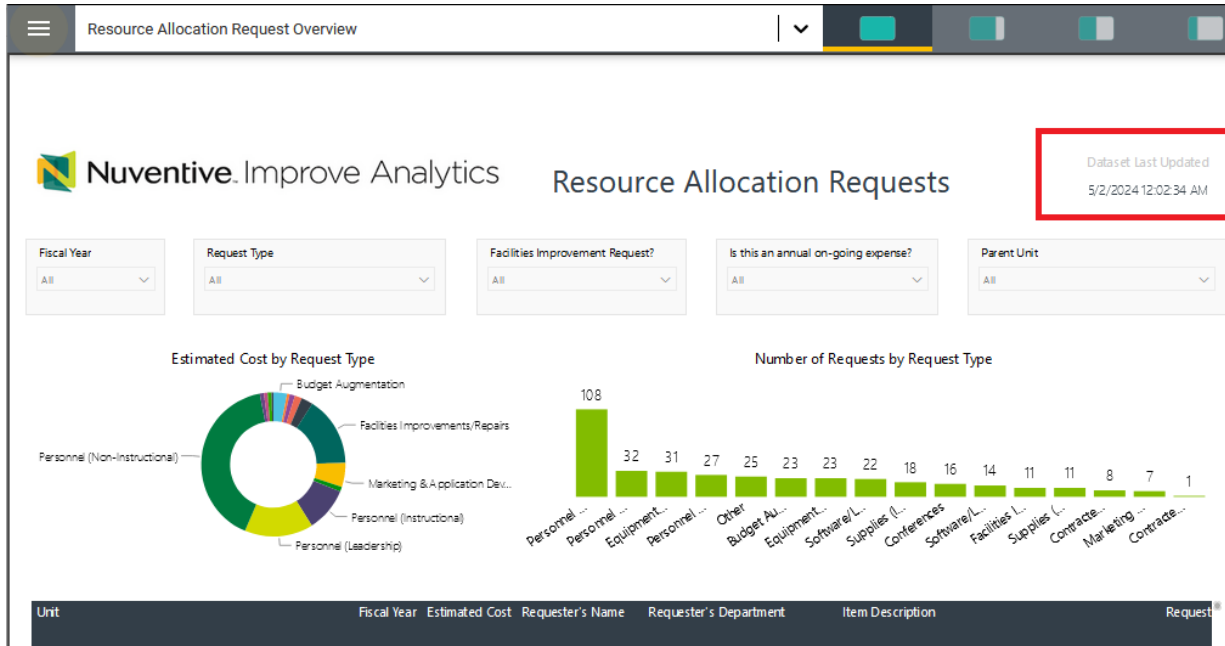 Resource Allocation Request Overview
Nuventive. Improve Analytics
Resource Allocation Requests
Dataset Last Updated
5/2/2024 12:02:34 AM
Fiscal Year
All
Request Type
All
Facilities Improvement Request?
All
Is this an annual on-going expense?
All
Parent Unit
All
Estimated Cost by Request Type
Budget Augmentation
Facilities Improvements/Repairs
Personnel (Non-Instructional)
Marketing & Application Dev...
Personnel (Instructional)
Personnel (Leadership)
Number of Requests by Request Type
108 32 31 27 25 23 23 22 18 16 14 11 11 8 7 1
Personnel ... Personnel ... Equipment... Personnel ... Other Budget Au... Equipment... Software/L... Supplies (I... Conferences Software/L... Facilities I... Supplies (... Contracte... Marketing ... Contracte...
Unit Fiscal Year Estimated Cost Requester's Name Requester's Department Item Description Request